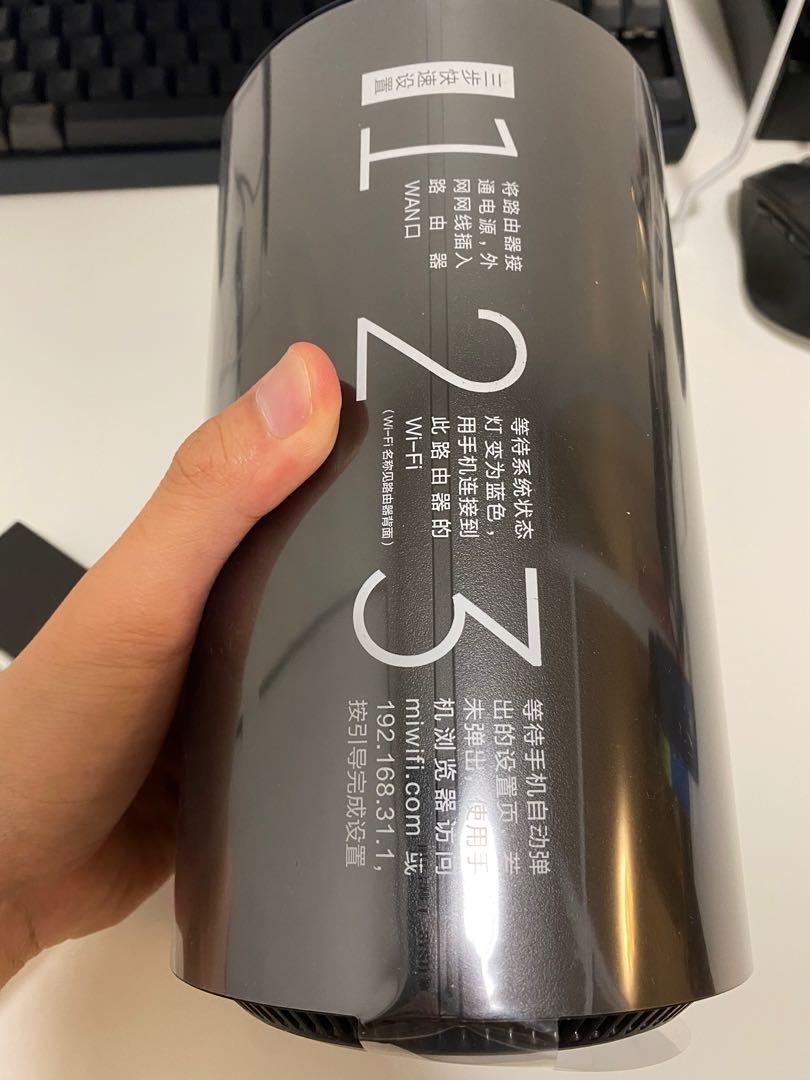 三步快速设置
1
将路由器接
通电源，外
网网线插入
路由器
WAN口
2
等待系统状态
灯变为蓝色，
用手机连接到
此路由器的
Wi-Fi
（Wi-Fi 名称见路由器背面）
3
等待手机自动弹
出的设置页 若
未弹出， 使用手
机浏览器访问
miwifi.com 或
192.168.31.1，
按引导完成设置